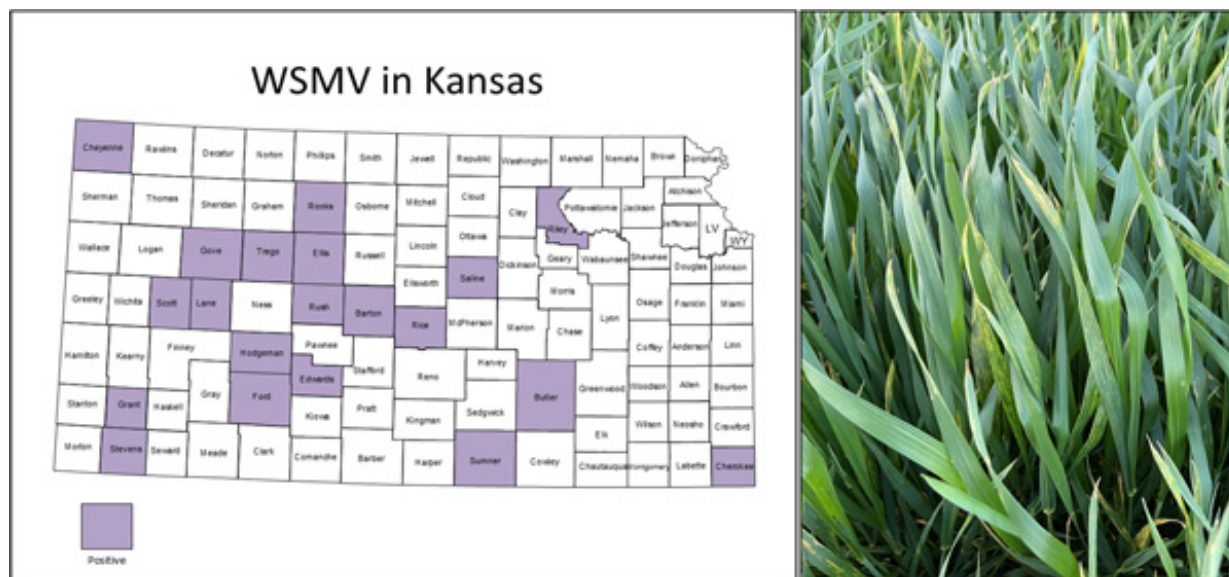 WSMV in Kansas
Cheyenne Rawlins Decatur Norton Phillips Smith Jewell Republic Washington Marshall Nemaha Brown Doniphan
Sherman Thomas Sheridan Graham Rooks Osborne Mitchell Cloud Clay Riley Pottawatomie Jackson Atchison
Jefferson LV WY
Wallace Logan Gove Trego Ellis Russell Lincoln Ottawa Dickinson Geary Wabaunsee Shawnee Douglas Johnson
Greeley Wichita Scott Lane Ness Rush Barton Ellsworth Saline Morris Osage Franklin Miami
Rice McPherson Marion Chase Lyon Coffey Anderson Linn
Hamilton Kearny Finney Hodgeman Pawnee Stafford Reno Harvey
Gray Ford Edwards Butler Greenwood Woodson Allen Bourbon
Stanton Grant Haskell Kiowa Pratt Kingman Sedgwick Elk Wilson Neosho Crawford
Morton Stevens Seward Meade Clark Comanche Barber Harper Sumner Cowley Chautauqua Montgomery Labette Cherokee
Positive